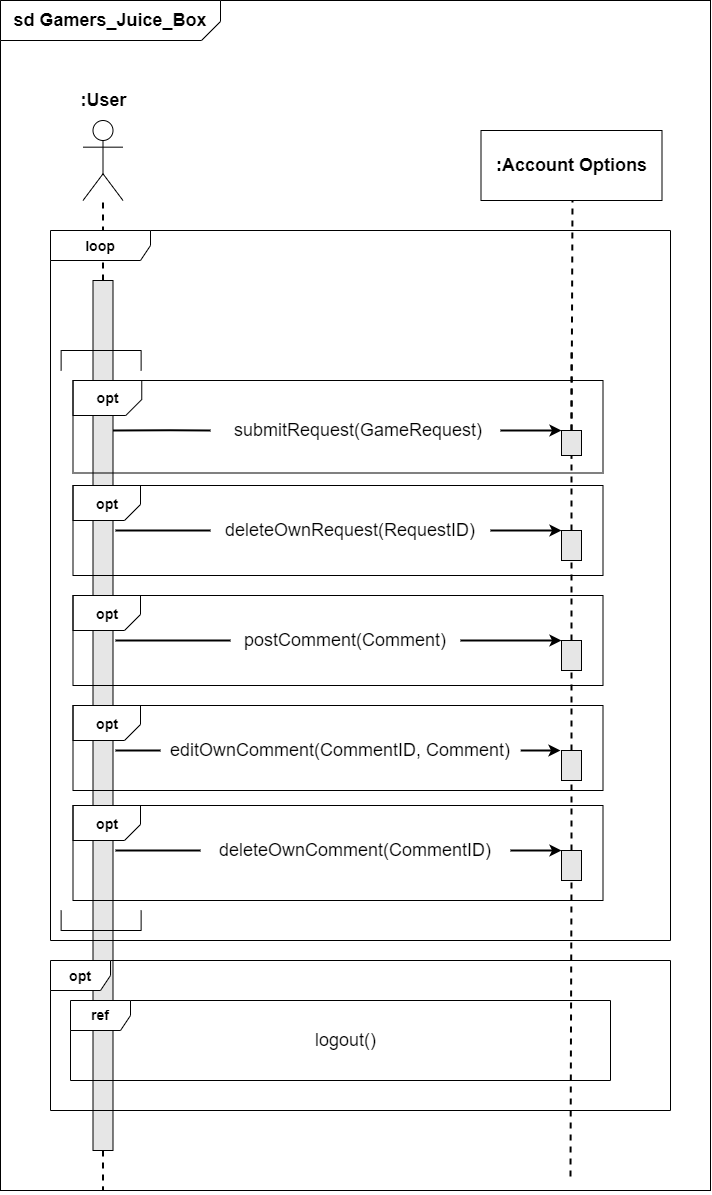 sd Gamers_Juice_Box
:User
:Account Options
loop
opt
submitRequest(GameRequest)
opt
deleteOwnRequest(RequestID)
opt
postComment(Comment)
opt
editOwnComment(CommentID, Comment)
opt
deleteOwnComment(CommentID)
opt
ref
logout()